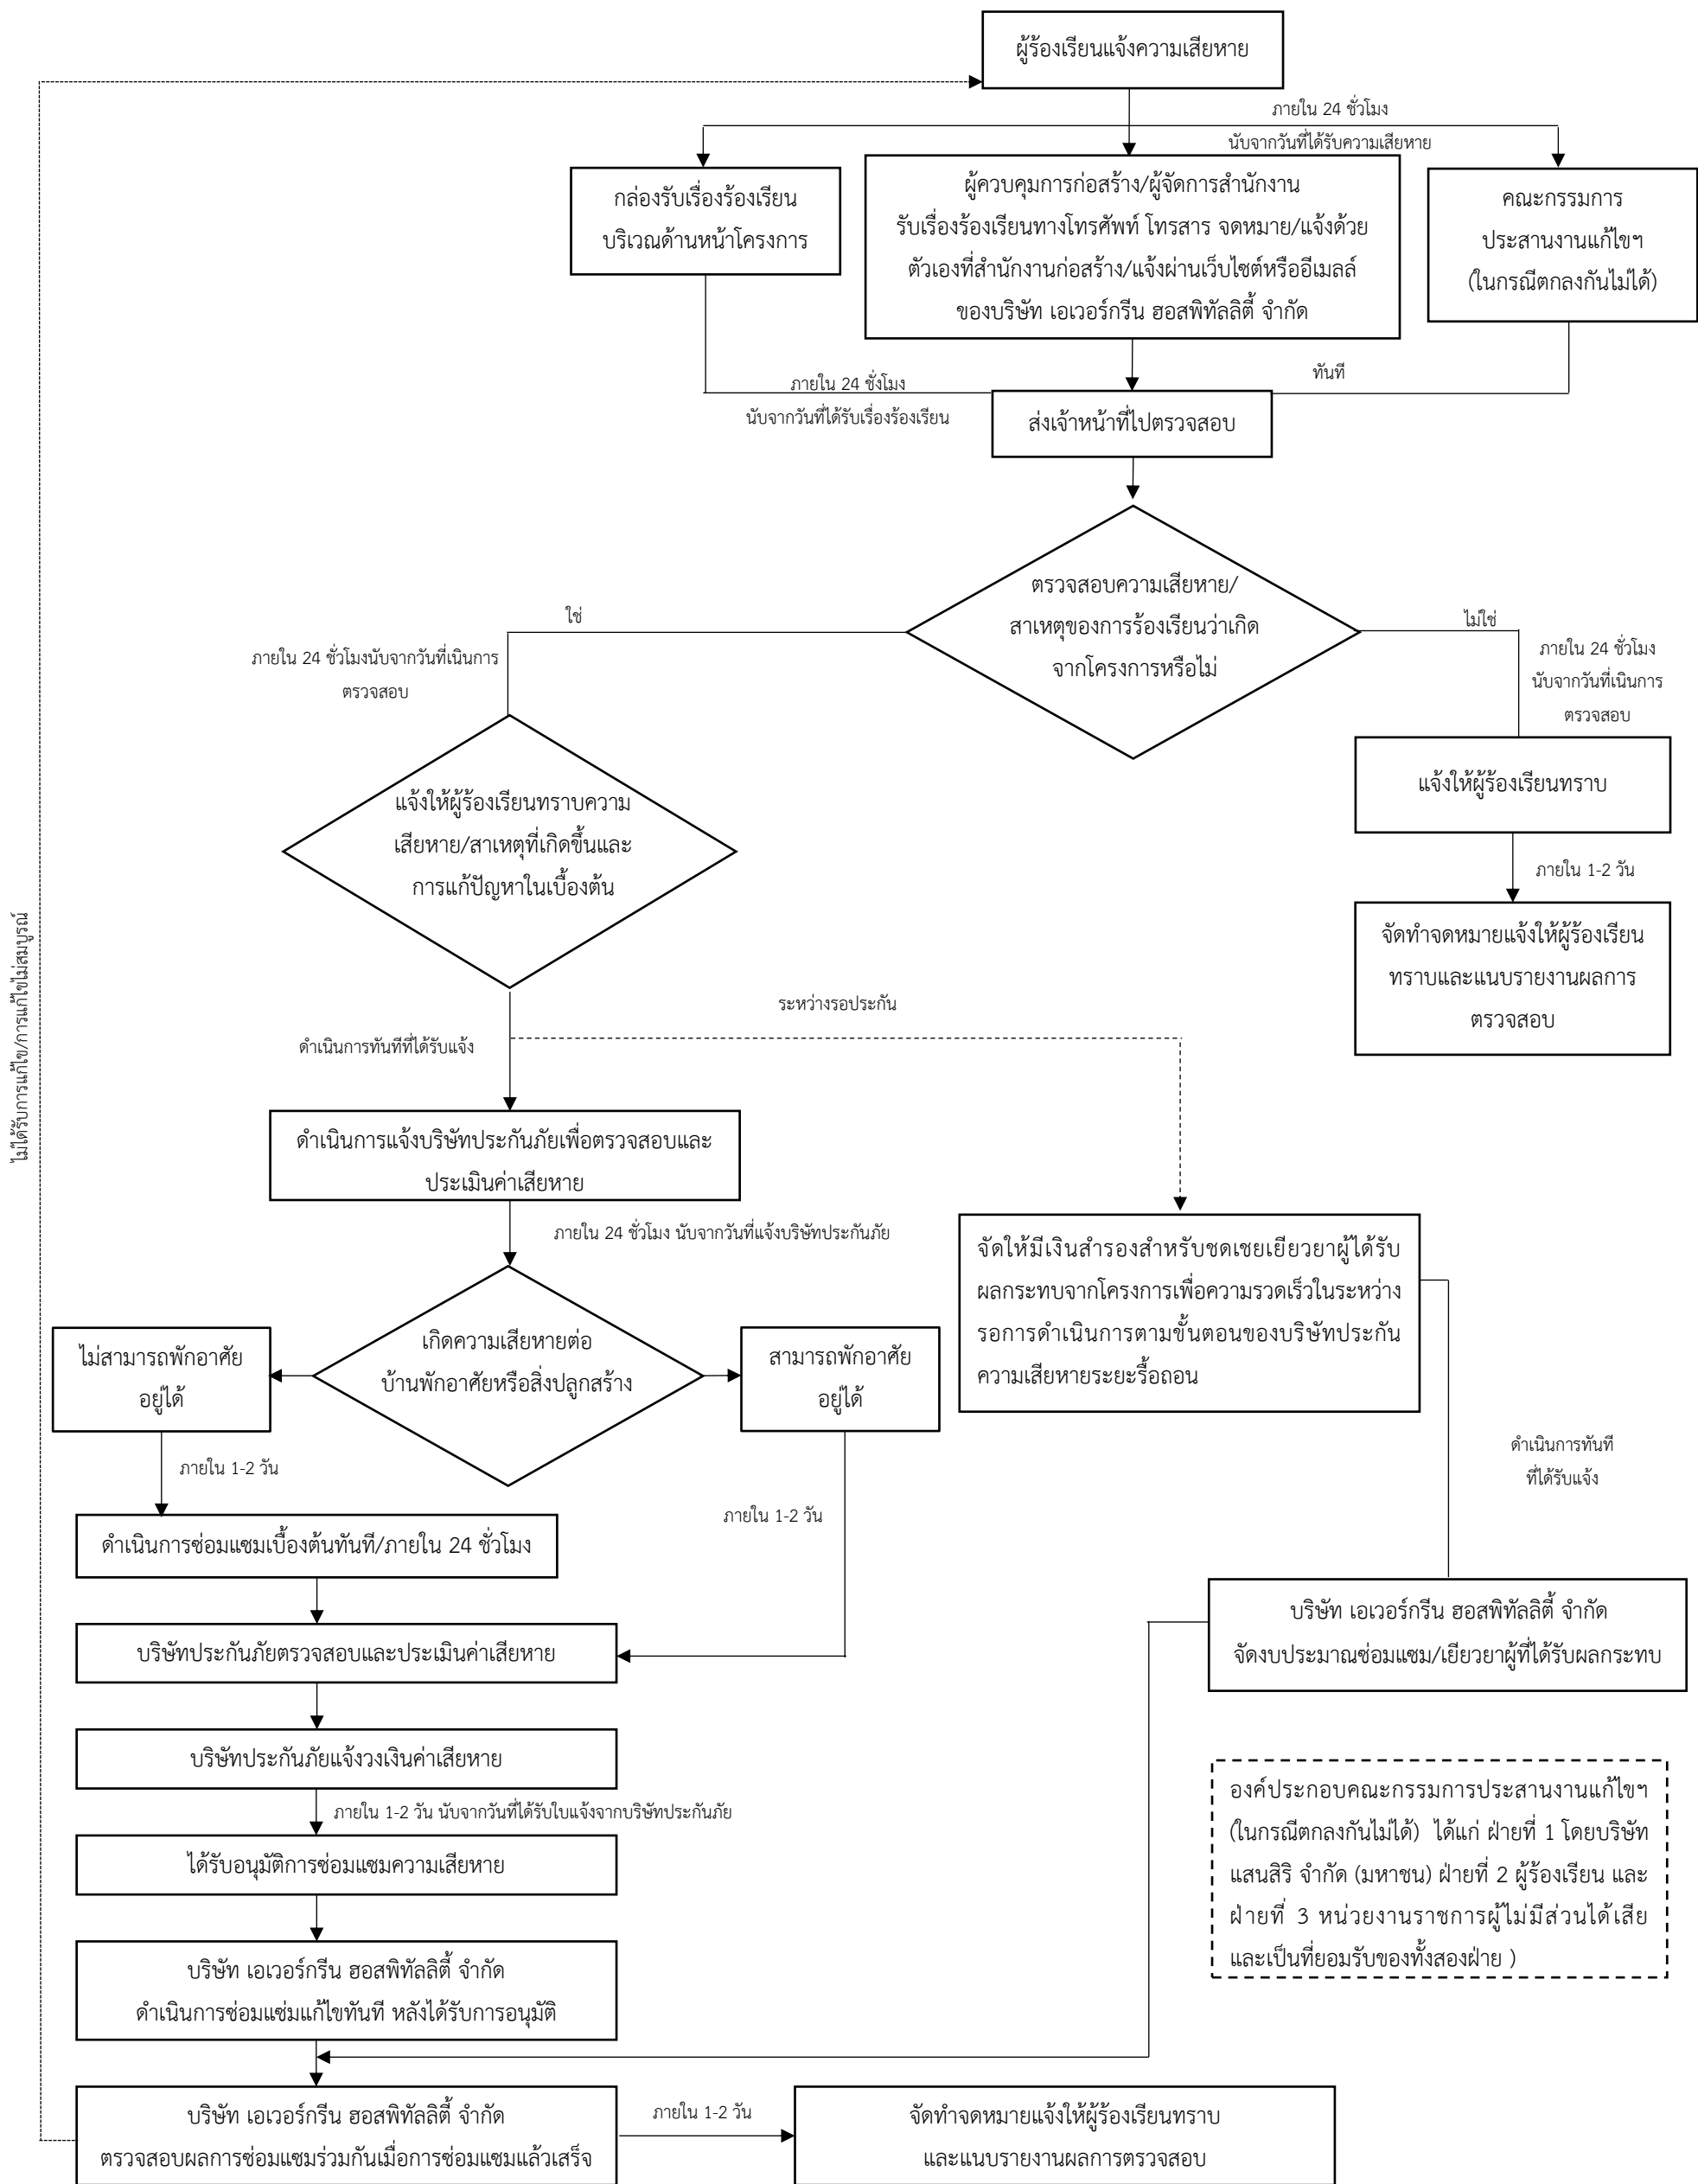 ผู้ร้องเรียนแจ้งความเสียหาย
ภายใน 24 ชั่วโมง
นับจากวันที่ได้รับความเสียหาย
กล่องรับเรื่องร้องเรียน
บริเวณด้านหน้าโครงการ
ผู้ควบคุมการก่อสร้าง/ผู้จัดการสำนักงาน
รับเรื่องร้องเรียนทางโทรศัพท์ โทรสาร จดหมาย/แจ้งด้วย
ตัวเองที่สำนักงานก่อสร้าง/แจ้งผ่านเว็บไซต์หรืออีเมลล์
ของบริษัท เอเวอร์กรีน ฮอสพิทัลลิตี้ จำกัด
คณะกรรมการ
ประสานงานแก้ไขฯ
(ในกรณีตกลงกันไม่ได้)
ภายใน 24 ชั่งโมง
นับจากวันที่ได้รับเรื่องร้องเรียน
ทันที
ส่งเจ้าหน้าที่ไปตรวจสอบ
ตรวจสอบความเสียหาย/
สาเหตุของการร้องเรียนว่าเกิด
จากโครงการหรือไม่
ใช่
ภายใน 24 ชั่วโมงนับจากวันที่เนินการ
ตรวจสอบ
ไม่ใช่
ภายใน 24 ชั่วโมง
นับจากวันที่เนินการ
ตรวจสอบ
แจ้งให้ผู้ร้องเรียนทราบความ
เสียหาย/สาเหตุที่เกิดขึ้นและ
การแก้ปัญหาในเบื้องต้น
แจ้งให้ผู้ร้องเรียนทราบ
ภายใน 1-2 วัน
จัดทำจดหมายแจ้งให้ผู้ร้องเรียน
ทราบและแนบรายงานผลการ
ตรวจสอบ
ไม่ได้รับการแก้ไข/การแก้ไขไม่สมบูรณ์
ระหว่างรอประกัน
ดำเนินการทันทีที่ได้รับแจ้ง
ดำเนินการแจ้งบริษัทประกันภัยเพื่อตรวจสอบและ
ประเมินค่าเสียหาย
ภายใน 24 ชั่วโมง นับจากวันที่แจ้งบริษัทประกันภัย
จัดให้มีเงินสำรองสำหรับชดเชยเยียวยาผู้ได้รับ
ผลกระทบจากโครงการเพื่อความรวดเร็วในระหว่าง
รอการดำเนินการตามขั้นตอนของบริษัทประกัน
ความเสียหายระยะรื้อถอน
ไม่สามารถพักอาศัย
อยู่ได้
เกิดความเสียหายต่อ
บ้านพักอาศัยหรือสิ่งปลูกสร้าง
สามารถพักอาศัย
อยู่ได้
ดำเนินการทันที
ที่ได้รับแจ้ง
ภายใน 1-2 วัน
ภายใน 1-2 วัน
ดำเนินการซ่อมแซมเบื้องต้นทันที/ภายใน 24 ชั่วโมง
บริษัท เอเวอร์กรีน ฮอสพิทัลลิตี้ จำกัด
จัดงบประมาณซ่อมแซม/เยียวยาผู้ที่ได้รับผลกระทบ
บริษัทประกันภัยตรวจสอบและประเมินค่าเสียหาย
บริษัทประกันภัยแจ้งวงเงินค่าเสียหาย
ภายใน 1-2 วัน นับจากวันที่ได้รับใบแจ้งจากบริษัทประกันภัย
ได้รับอนุมัติการซ่อมแซมความเสียหาย
องค์ประกอบคณะกรรมการประสานงานแก้ไขฯ
(ในกรณีตกลงกันไม่ได้) ได้แก่ ฝ่ายที่ 1 โดยบริษัท
แสนสิริ จำกัด (มหาชน) ฝ่ายที่ 2 ผู้ร้องเรียน และ
ฝ่ายที่ 3 หน่วยงานราชการผู้ไม่มีส่วนได้เสีย
และเป็นที่ยอมรับของทั้งสองฝ่าย )
บริษัท เอเวอร์กรีน ฮอสพิทัลลิตี้ จำกัด
ดำเนินการซ่อมแซ่มแก้ไขทันที หลังได้รับการอนุมัติ
บริษัท เอเวอร์กรีน ฮอสพิทัลลิตี้ จำกัด
ตรวจสอบผลการซ่อมแซมร่วมกันเมื่อการซ่อมแซมแล้วเสร็จ
ภายใน 1-2 วัน
จัดทำจดหมายแจ้งให้ผู้ร้องเรียนทราบ
และแนบรายงานผลการตรวจสอบ